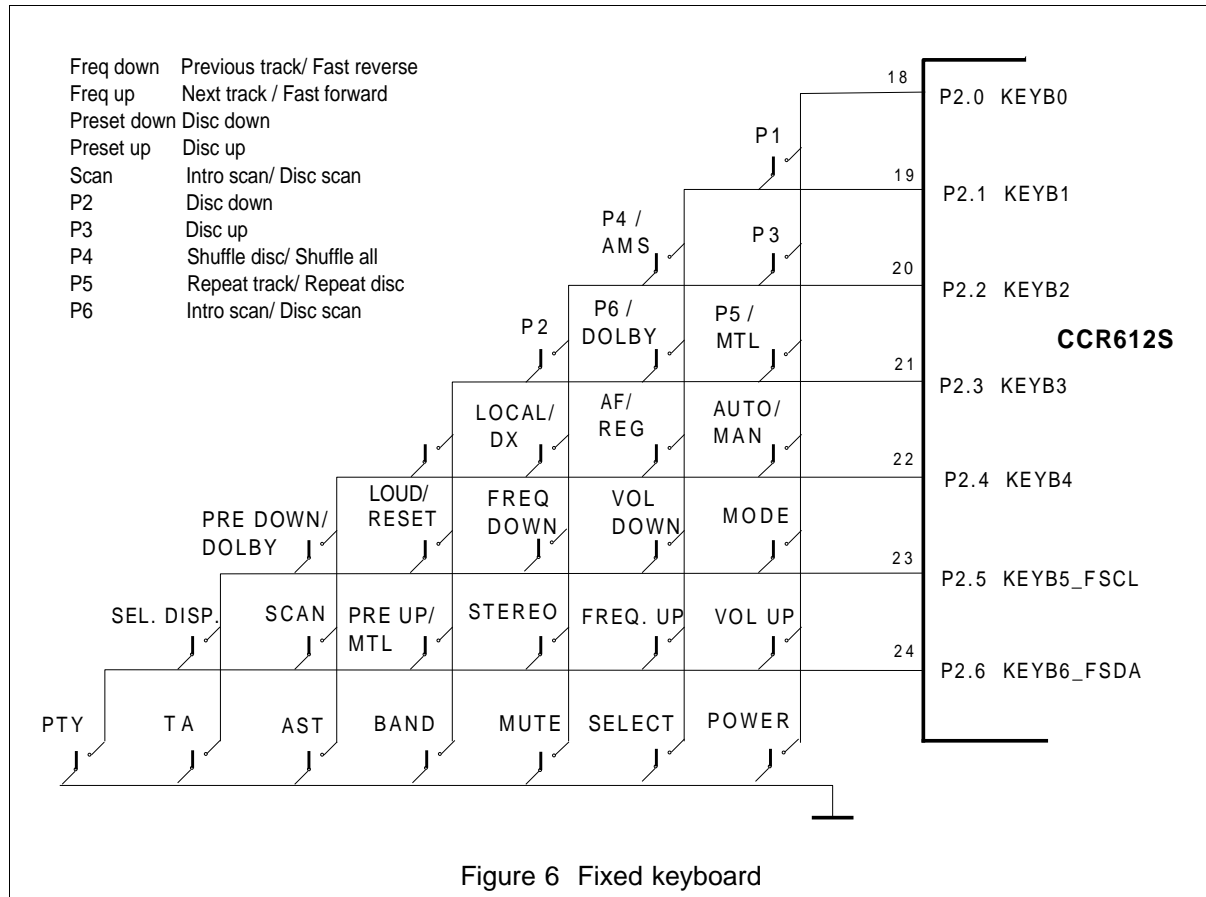 Freq down Previous track/ Fast reverse
Freq up Next track / Fast forward
Preset down Disc down
Preset up Disc up
Scan Intro scan/ Disc scan
P2 Disc down
P3 Disc up
P4 Shuffle disc/ Shuffle all
P5 Repeat track/ Repeat disc
P6 Intro scan/ Disc scan
18
P2.0 KEYB0
P1
19
P2.1 KEYB1
P4 /
AMS
P3
20
P2.2 KEYB2
P2
P6 /
DOLBY
P5 /
MTL
CCR612S
21
P2.3 KEYB3
LOCAL/
DX
AF/
REG
AUTO/
MAN
22
P2.4 KEYB4
PRE DOWN/
DOLBY
LOUD/
RESET
FREQ
DOWN
VOL
DOWN
MODE
23
P2.5 KEYB5_FSCL
SEL. DISP.
SCAN
PRE UP/
MTL
STEREO
FREQ. UP
VOL UP
24
P2.6 KEYB6_FSDA
PTY
TA
AST
BAND
MUTE
SELECT
POWER
Figure 6 Fixed keyboard